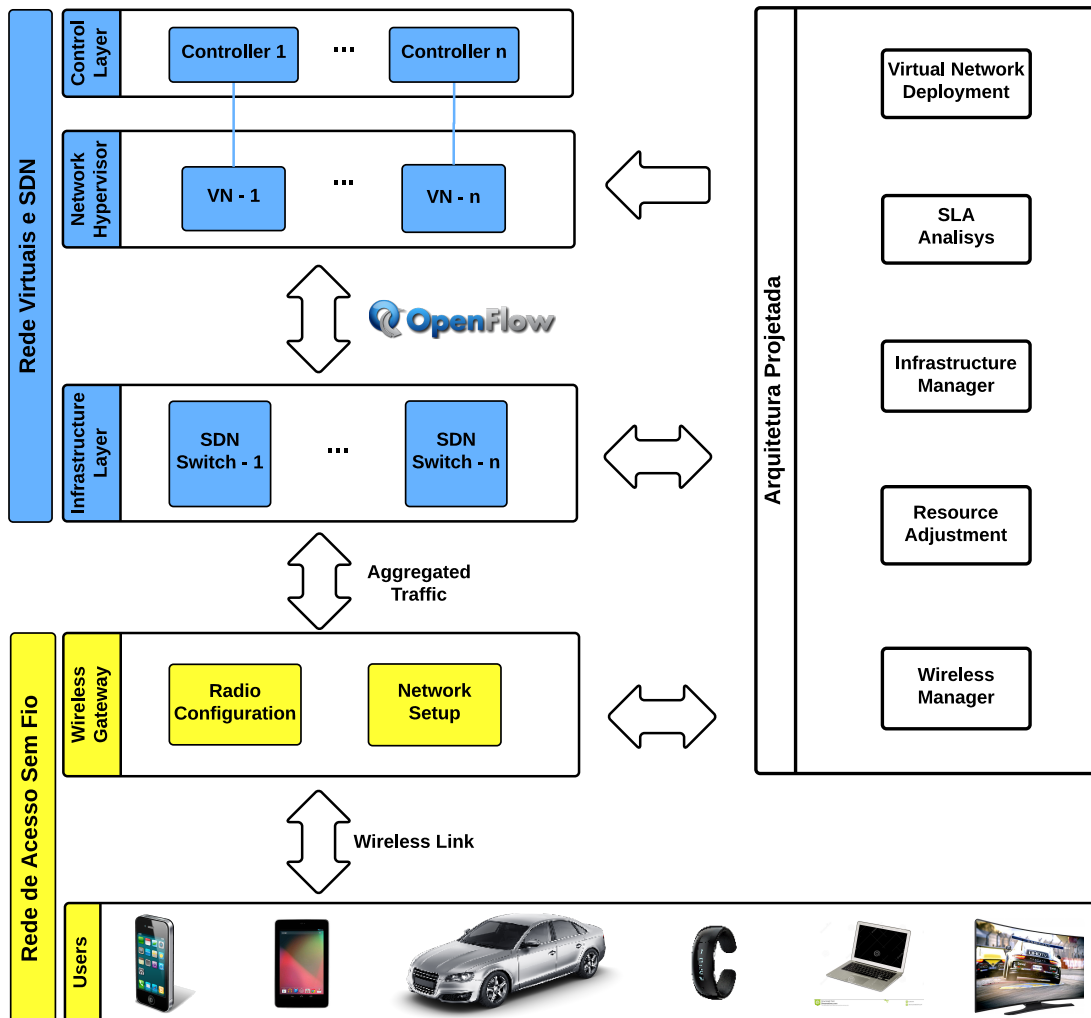 Rede Virtuais e SDN
Control
Layer
Controller 1
...
Controller n
Network
Hypervisor
VN - 1
...
VN - n
OpenFlow
Infrastructure
Layer
SDN
Switch - 1
...
SDN
Switch - n
Aggregated
Traffic
Rede de Acesso Sem Fio
Wireless
Gateway
Radio
Configuration
Network
Setup
Wireless Link
Users
Arquitetura Projetada
Virtual Network
Deployment
SLA
Analisys
Infrastructure
Manager
Resource
Adjustment
Wireless
Manager